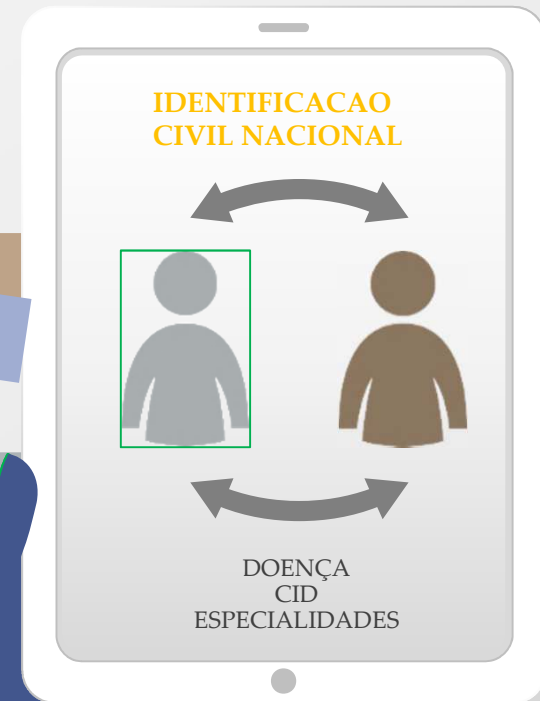 IDENTIFICACAO
CIVIL NACIONAL
DOENÇA
CID
ESPECIALIDADES